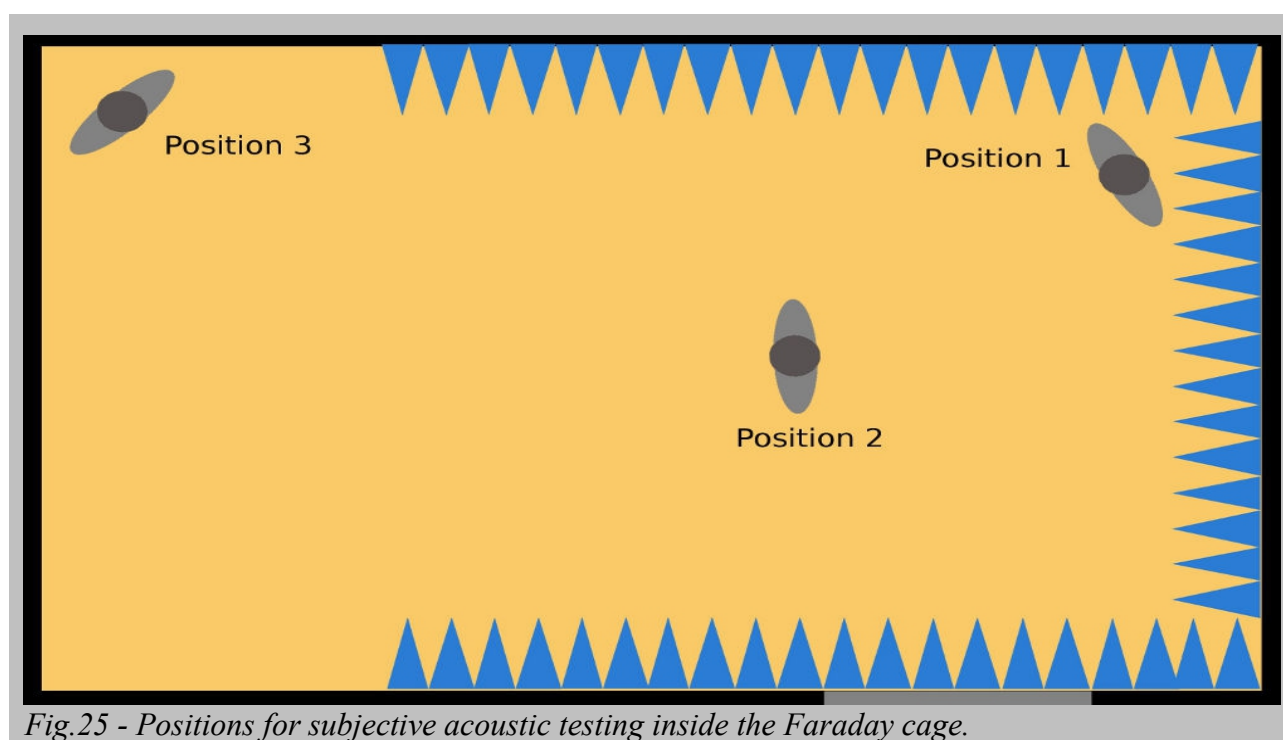 Position 3
Position 1
Position 2
Fig.25 - Positions for subjective acoustic testing inside the Faraday cage.